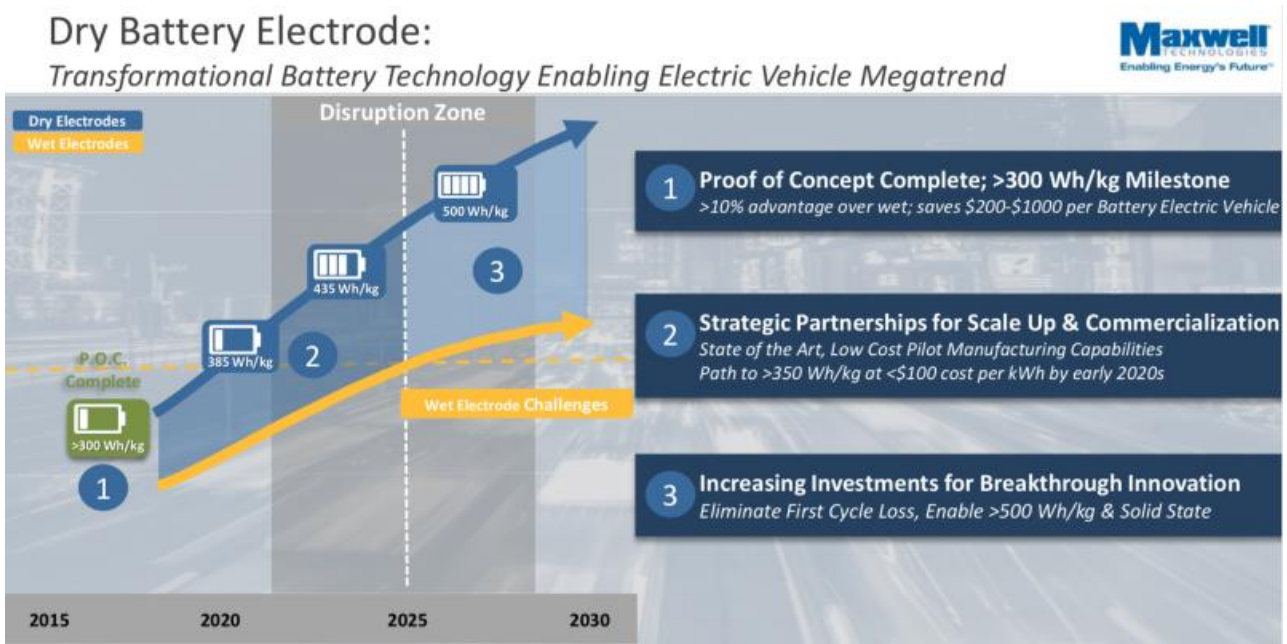 Dry Battery Electrode:
Transformational Battery Technology Enabling Electric Vehicle Megatrend
Maxwell
TECHNOLOGIES
Enabling Energy's Future™
Dry Electrodes
Wet Electrodes
Disruption Zone
500 Wh/kg
3
435 Wh/kg
2
385 Wh/kg
P.O.C.
Complete
>300 Wh/kg
1
Wet Electrode Challenges
2015
2020
2025
2030
1
Proof of Concept Complete; >300 Wh/kg Milestone
>10% advantage over wet; saves $200-$1000 per Battery Electric Vehicle
2
Strategic Partnerships for Scale Up & Commercialization
State of the Art, Low Cost Pilot Manufacturing Capabilities
Path to >350 Wh/kg at <$100 cost per kWh by early 2020s
3
Increasing Investments for Breakthrough Innovation
Eliminate First Cycle Loss, Enable >500 Wh/kg & Solid State